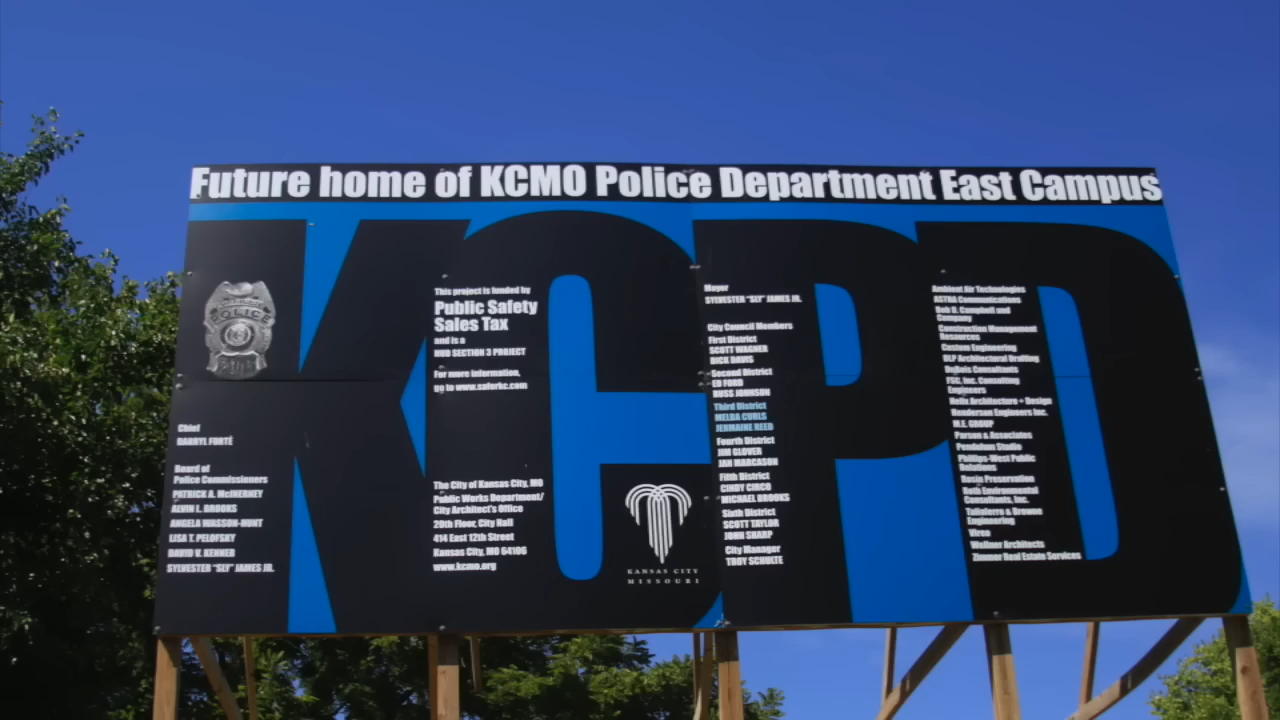 Future home of KCMO Police Department East Campus
KCPD
POLICE
Chief
DARRYL FORTÉ
Board of
Police Commissioners
PATRICK A. McINERNEY
ALVIN L. BROOKS
ANGELA WASSON-HUNT
LISA T. PELOFSKY
DAVID V. KENNER
SYLVESTER "SLY" JAMES JR.
This project is funded by
Public Safety
Sales Tax
and is a
HUD SECTION 3 PROJECT
For more information,
go to www.saferkc.com
The City of Kansas City, MO
Public Works Department/
City Architect's Office
20th Floor, City Hall
414 East 12th Street
Kansas City, MO 64106
www.kcmo.org
KANSAS CITY
MISSOURI
Mayor
SYLVESTER "SLY" JAMES JR.
City Council Members
First District
SCOTT WAGNER
DICK DAVIS
Second District
ED FORD
RUSS JOHNSON
Third District
MELBA CURLS
JERMAINE REED
Fourth District
JIM GLOVER
JAN MARCASON
Fifth District
CINDY CIRCO
MICHAEL BROOKS
Sixth District
SCOTT TAYLOR
JOHN SHARP
City Manager
TROY SCHULTE
Ambient Air Technologies
ASTRA Communications
Bob D. Campbell and
Company
Construction Management
Resources
Custom Engineering
DLP Architectural Drafting
DuBois Consultants
FSC, Inc. Consulting
Engineers
Helix Architecture + Design
Henderson Engineers Inc.
M.E. GROUP
Parson & Associates
Pendulum Studio
Phillips-West Public
Relations
Rosin Preservation
Roth Environmental
Consultants, Inc.
Taliaferro & Browne
Engineering
Vireo
Wellner Architects
Zimmer Real Estate Services